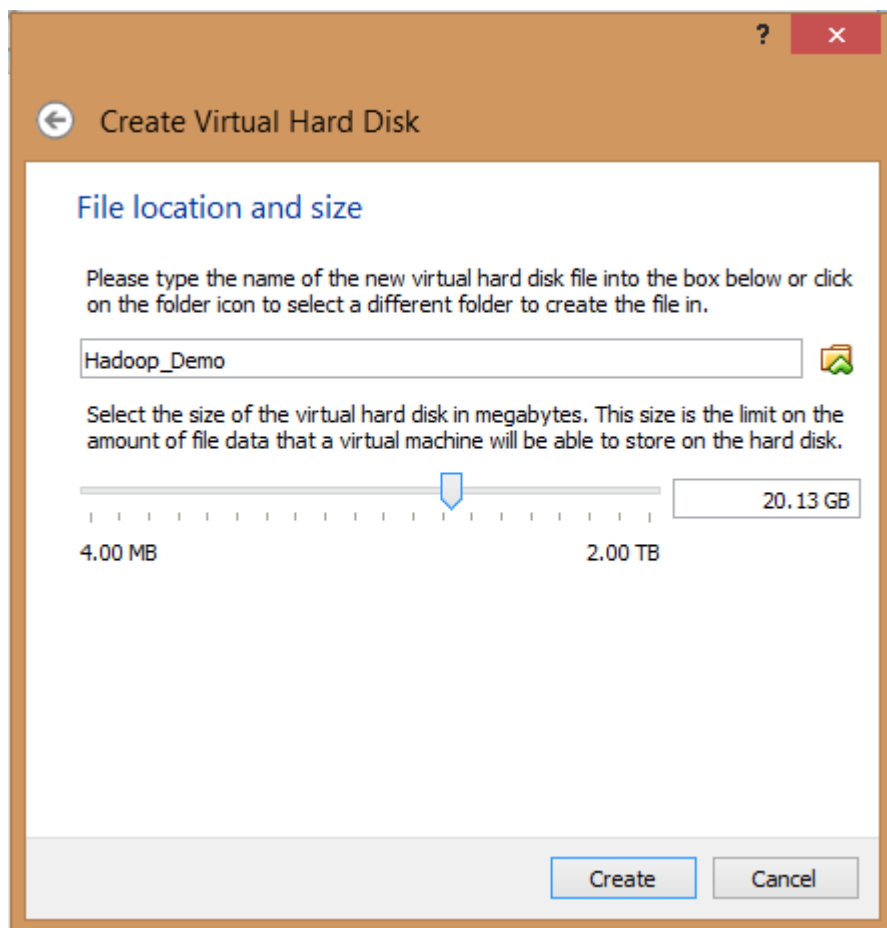 ?
Create Virtual Hard Disk
File location and size
Please type the name of the new virtual hard disk file into the box below or click
on the folder icon to select a different folder to create the file in.
Hadoop_Demo
Select the size of the virtual hard disk in megabytes. This size is the limit on the
amount of file data that a virtual machine will be able to store on the hard disk.
20.13 GB
4.00 MB
2.00 TB
Create
Cancel